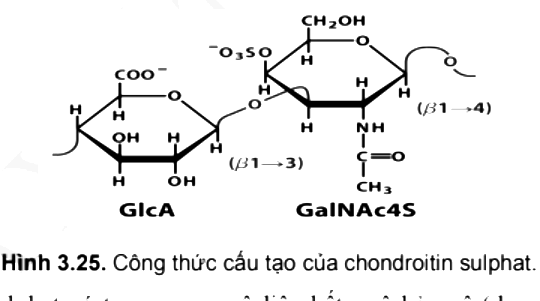 CH₂OH
⁻O₃SO
O
H
H
H
H
O
COO⁻
H
O
O
H
H
(β1→4)
H
OH
H
H
NH
H
OH
(β1→3)
C=O
CH₃
GlcA
GalNAc4S
Hình 3.25. Công thức cấu tạo của chondroitin sulphat.